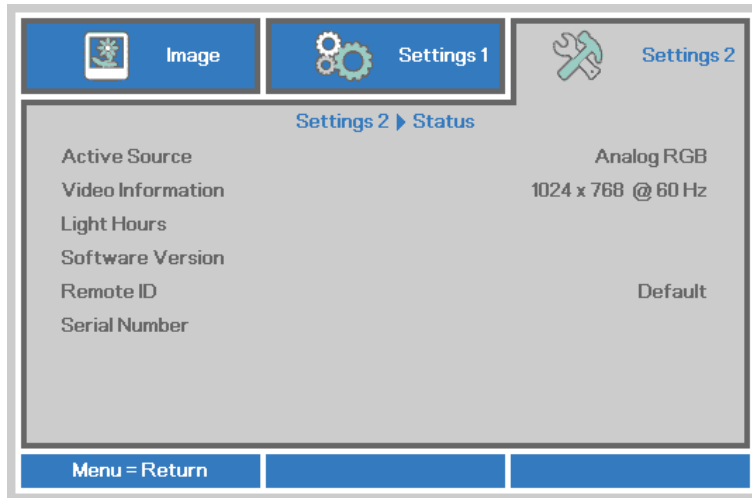 Image
Settings 1
Settings 2
Settings 2 ▶ Status
Active Source Analog RGB
Video Information 1024 x 768 @ 60 Hz
Light Hours
Software Version
Remote ID Default
Serial Number
Menu = Return